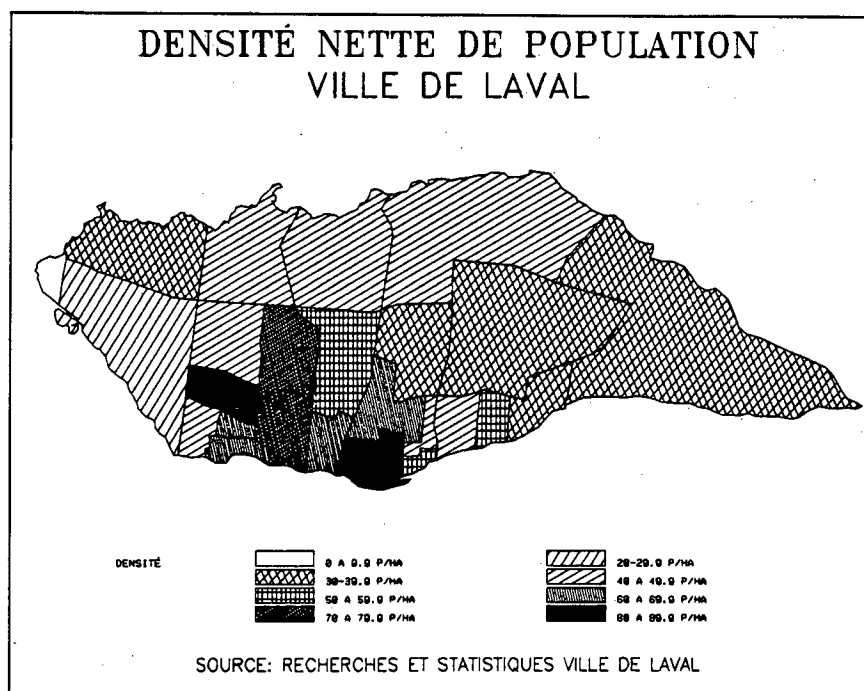 DENSITÉ NETTE DE POPULATION
VILLE DE LAVAL
DENSITÉ
0 A 9.9 P/HA
20-29.9 P/HA
30-39.9 P/HA
40 A 49.9 P/HA
50 A 59.9 P/HA
60 A 69.9 P/HA
70 A 79.9 P/HA
80 A 89.9 P/HA
SOURCE: RECHERCHES ET STATISTIQUES VILLE DE LAVAL